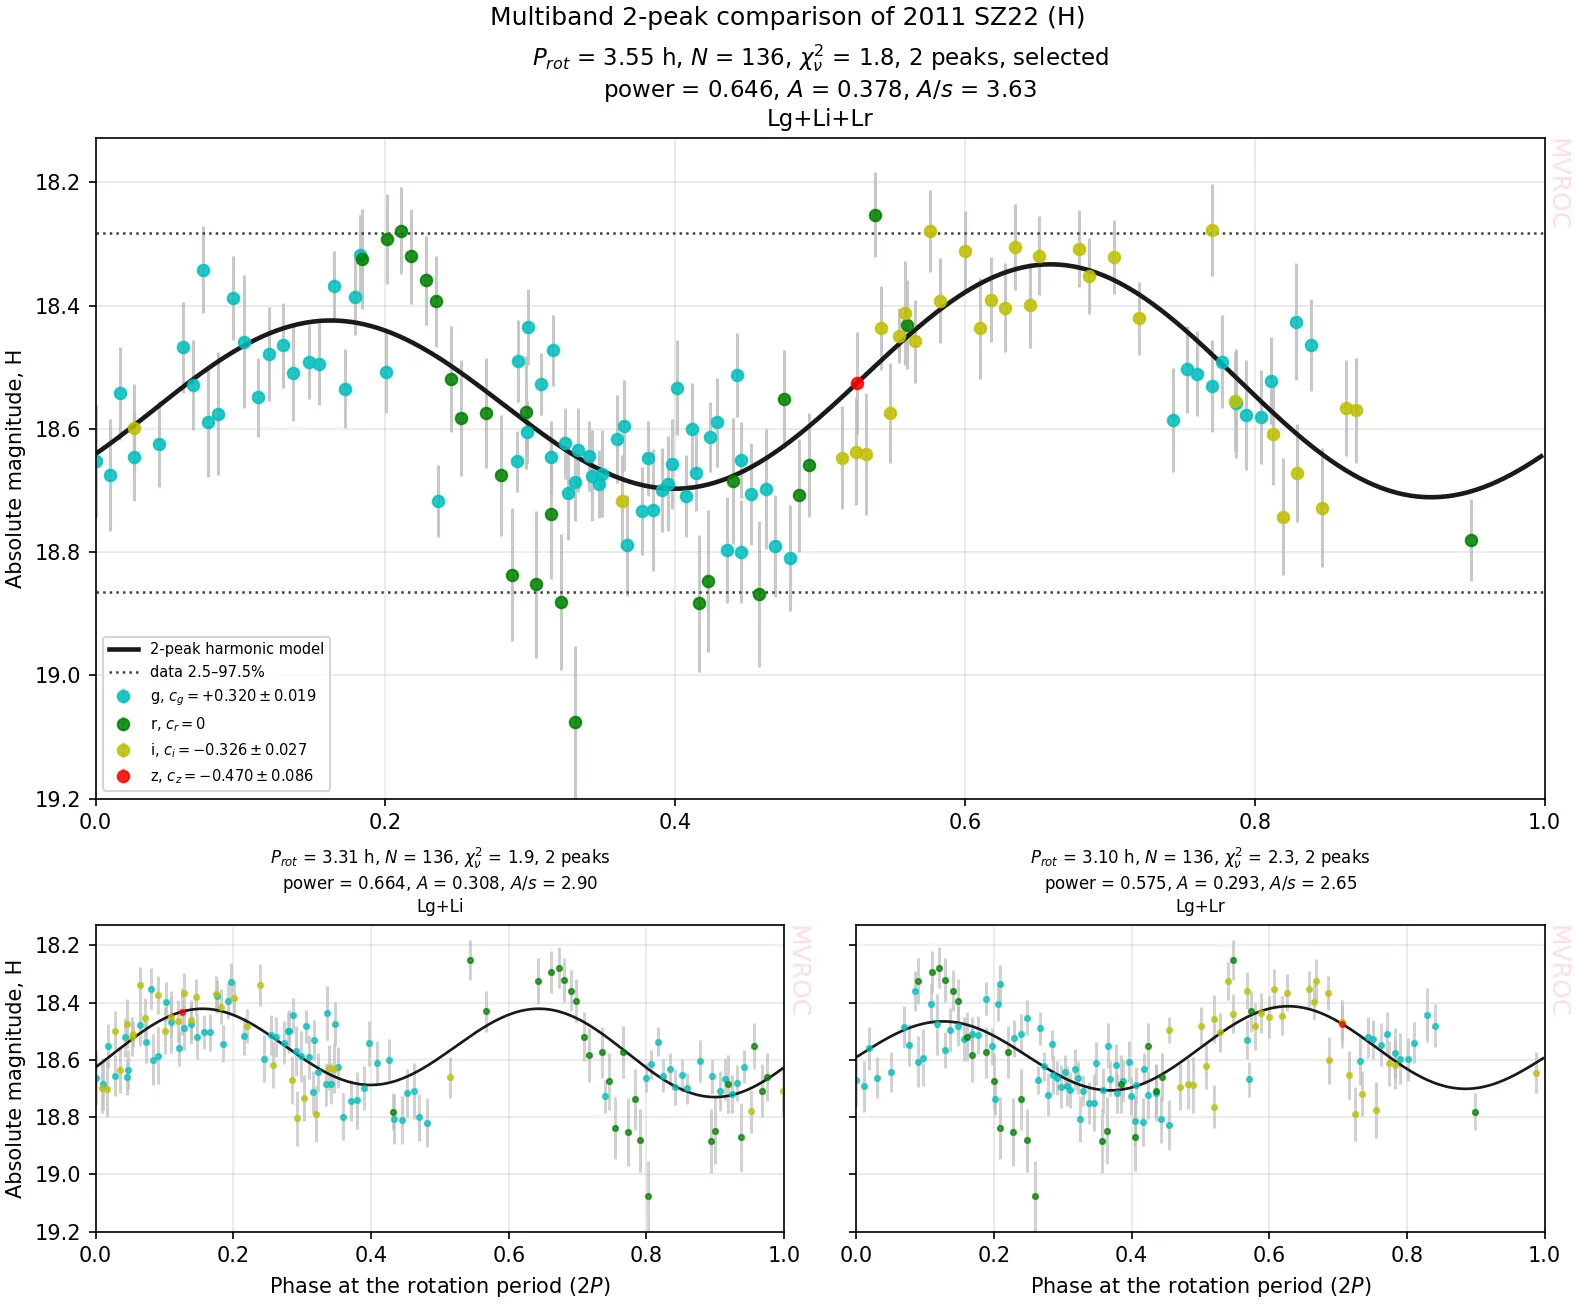 Multiband 2-peak comparison of 2011 SZ22 (H)
P_rot = 3.55 h, N = 136, χ²_ν = 1.8, 2 peaks, selected
power = 0.646, A = 0.378, A/s = 3.63
Lg+Li+Lr
MVROC
Absolute magnitude, H
18.2
18.4
18.6
18.8
19.0
19.2
2-peak harmonic model
data 2.5–97.5%
g, c_g = +0.320 ± 0.019
r, c_r = 0
i, c_i = −0.326 ± 0.027
z, c_z = −0.470 ± 0.086
0.0 0.2 0.4 0.6 0.8 1.0
P_rot = 3.31 h, N = 136, χ²_ν = 1.9, 2 peaks
power = 0.664, A = 0.308, A/s = 2.90
Lg+Li
MVROC
Absolute magnitude, H
18.2
18.4
18.6
18.8
19.0
19.2
0.0 0.2 0.4 0.6 0.8 1.0
Phase at the rotation period (2P)
P_rot = 3.10 h, N = 136, χ²_ν = 2.3, 2 peaks
power = 0.575, A = 0.293, A/s = 2.65
Lg+Lr
MVROC
0.0 0.2 0.4 0.6 0.8 1.0
Phase at the rotation period (2P)